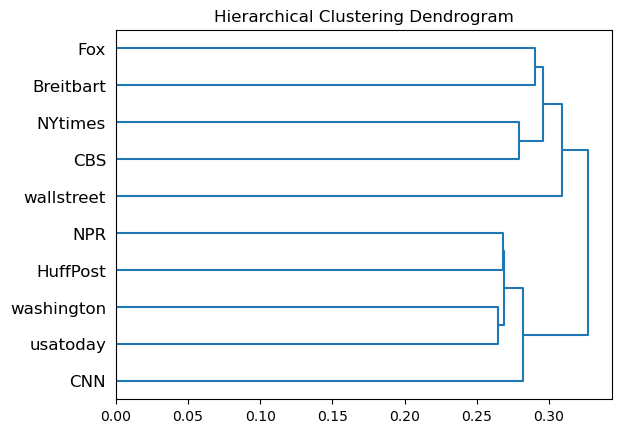 Hierarchical Clustering Dendrogram
Fox
Breitbart
NYtimes
CBS
wallstreet
NPR
HuffPost
washington
usatoday
CNN
0.00 0.05 0.10 0.15 0.20 0.25 0.30